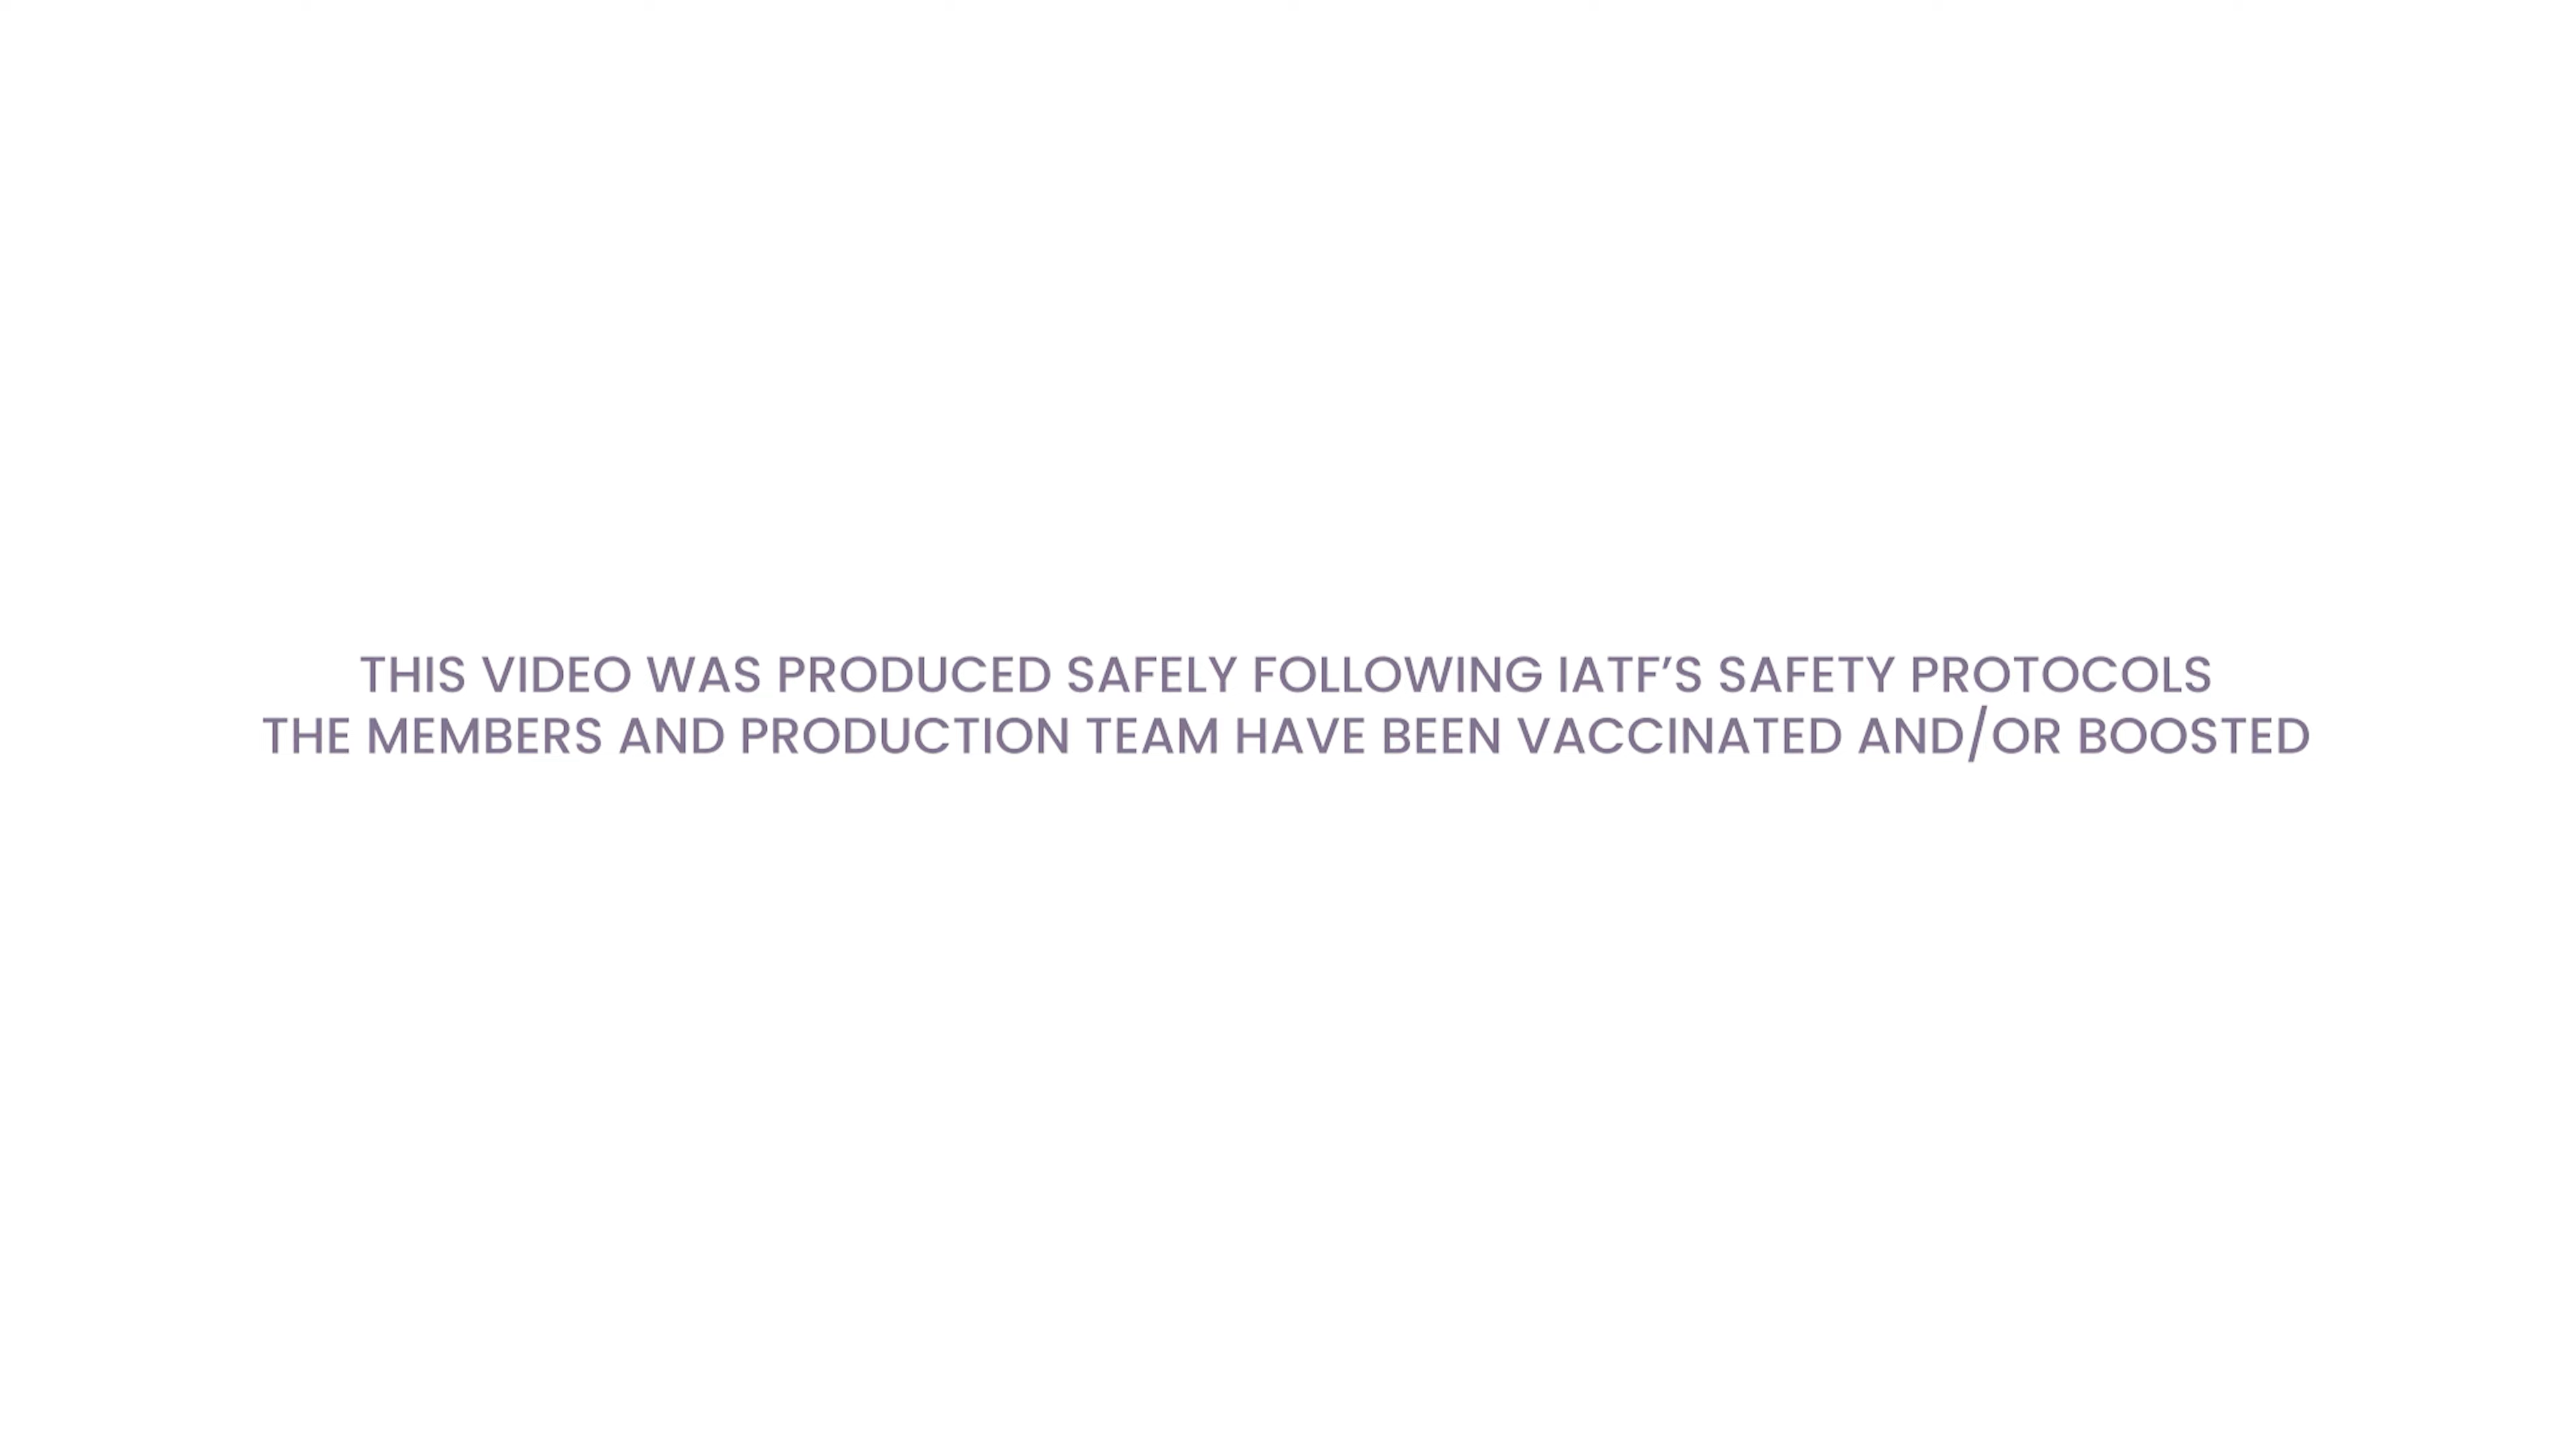 THIS VIDEO WAS PRODUCED SAFELY FOLLOWING IATF’S SAFETY PROTOCOLS
THE MEMBERS AND PRODUCTION TEAM HAVE BEEN VACCINATED AND/OR BOOSTED